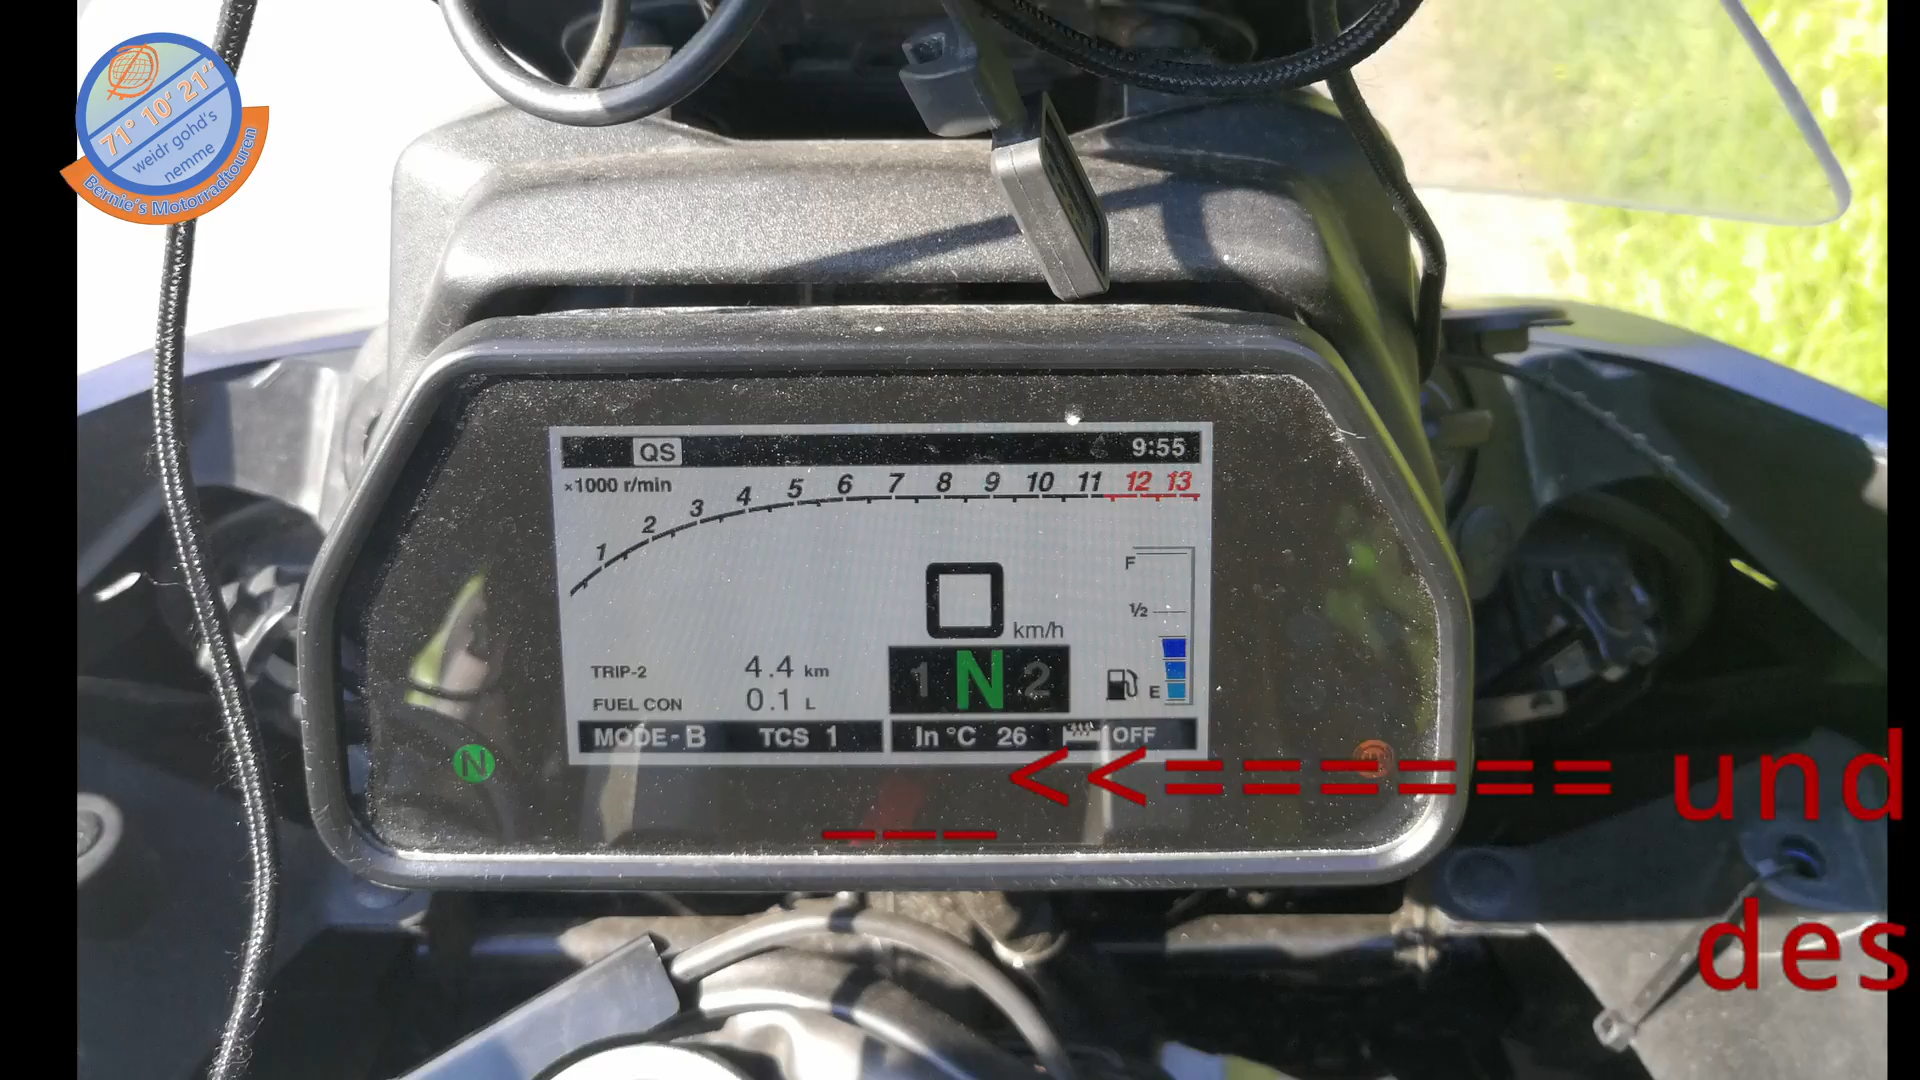 71° 10' 21"
weidr gohd's
nemme
Bernie's Motorradtouren
QS 9:55
×1000 r/min
1 2 3 4 5 6 7 8 9 10 11 12 13
F
1/2
E
km/h
1 N 2
TRIP-2 4.4 km
FUEL CON 0.1 L
MODE-B TCS 1 In °C 26 OFF
N
<<====== und
---
des